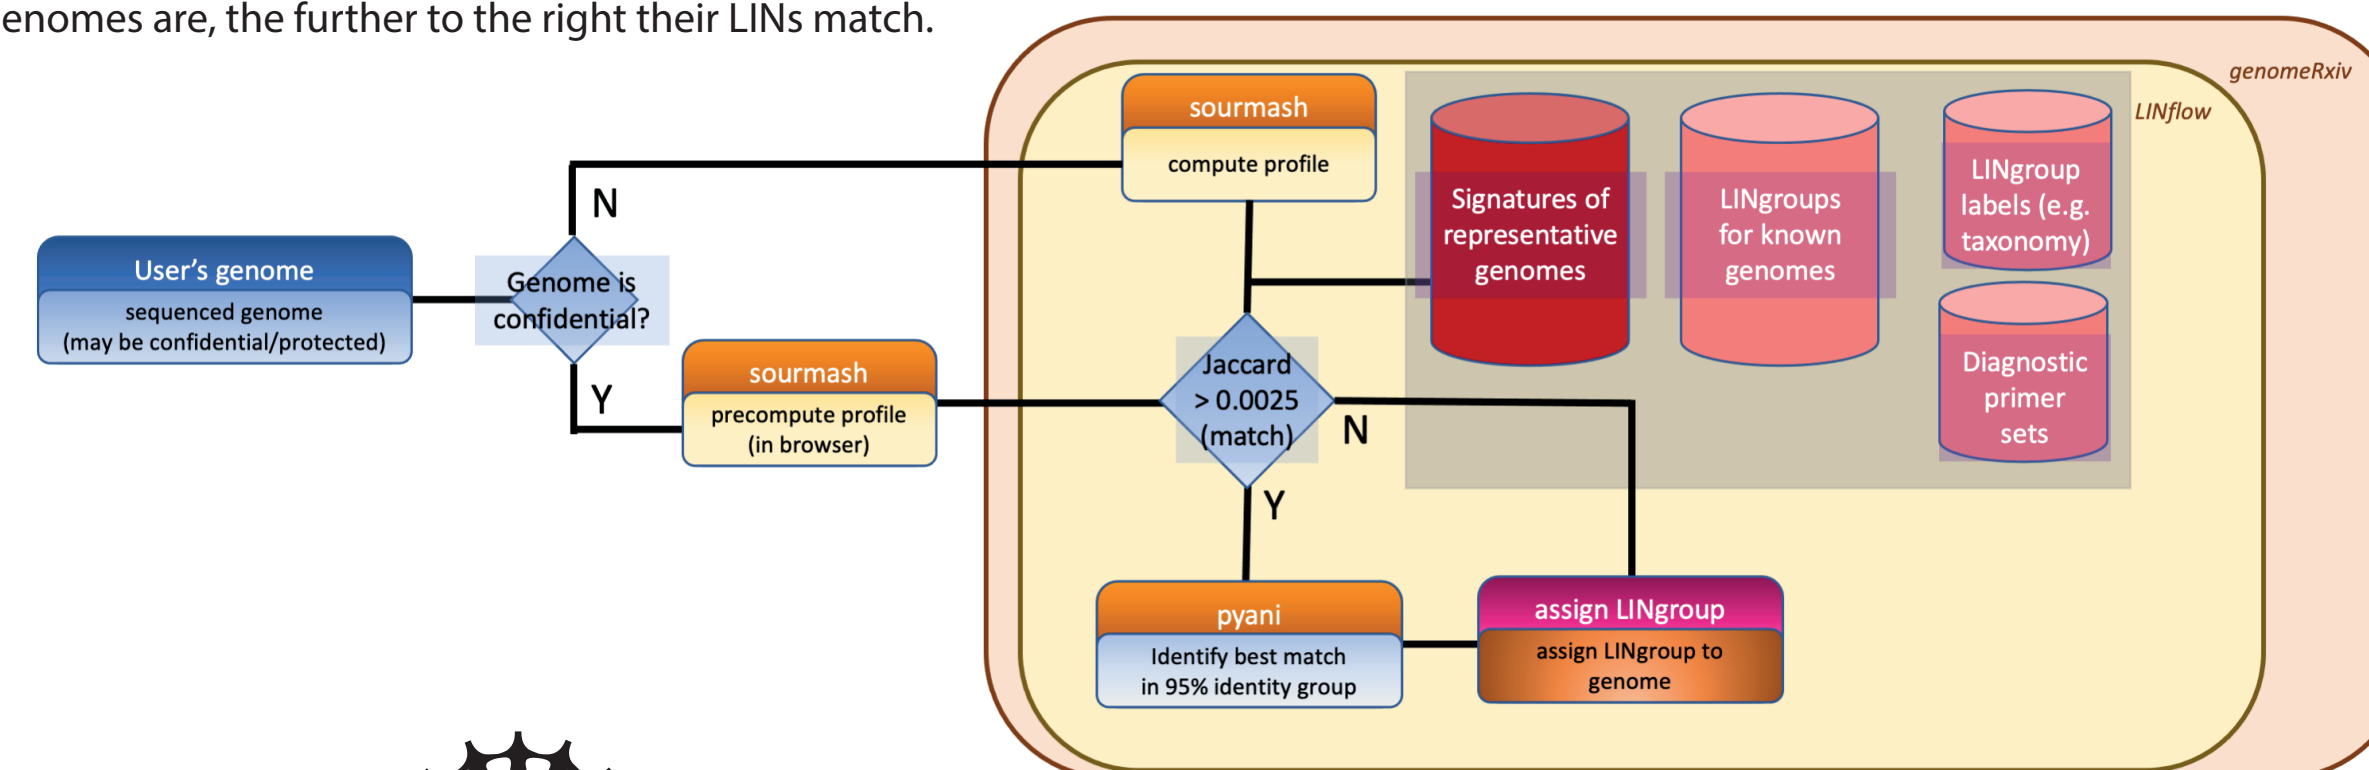 enomes are, the further to the right their LINs match.
genomeRxiv
LINflow
sourmash
compute profile
Signatures of
representative
genomes
LINgroups
for known
genomes
LINgroup
labels (e.g.
taxonomy)
Diagnostic
primer
sets
N
User's genome
sequenced genome
(may be confidential/protected)
Genome is
confidential?
Y
sourmash
precompute profile
(in browser)
Jaccard
> 0.0025
(match)
N
Y
pyani
Identify best match
in 95% identity group
assign LINgroup
assign LINgroup to
genome